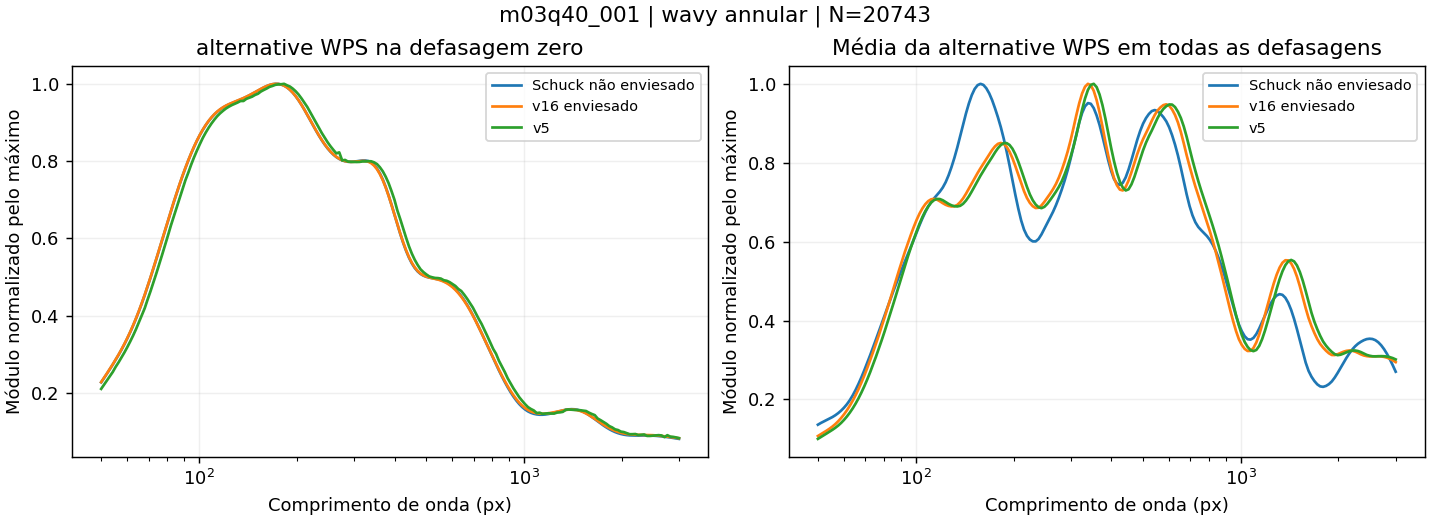 m03q40_001 | wavy annular | N=20743
alternative WPS na defasagem zero
Módulo normalizado pelo máximo
1.0
0.8
0.6
0.4
0.2
Schuck não enviesado
v16 enviesado
v5
10²
10³
Comprimento de onda (px)
Média da alternative WPS em todas as defasagens
Módulo normalizado pelo máximo
1.0
0.8
0.6
0.4
0.2
Schuck não enviesado
v16 enviesado
v5
10²
10³
Comprimento de onda (px)